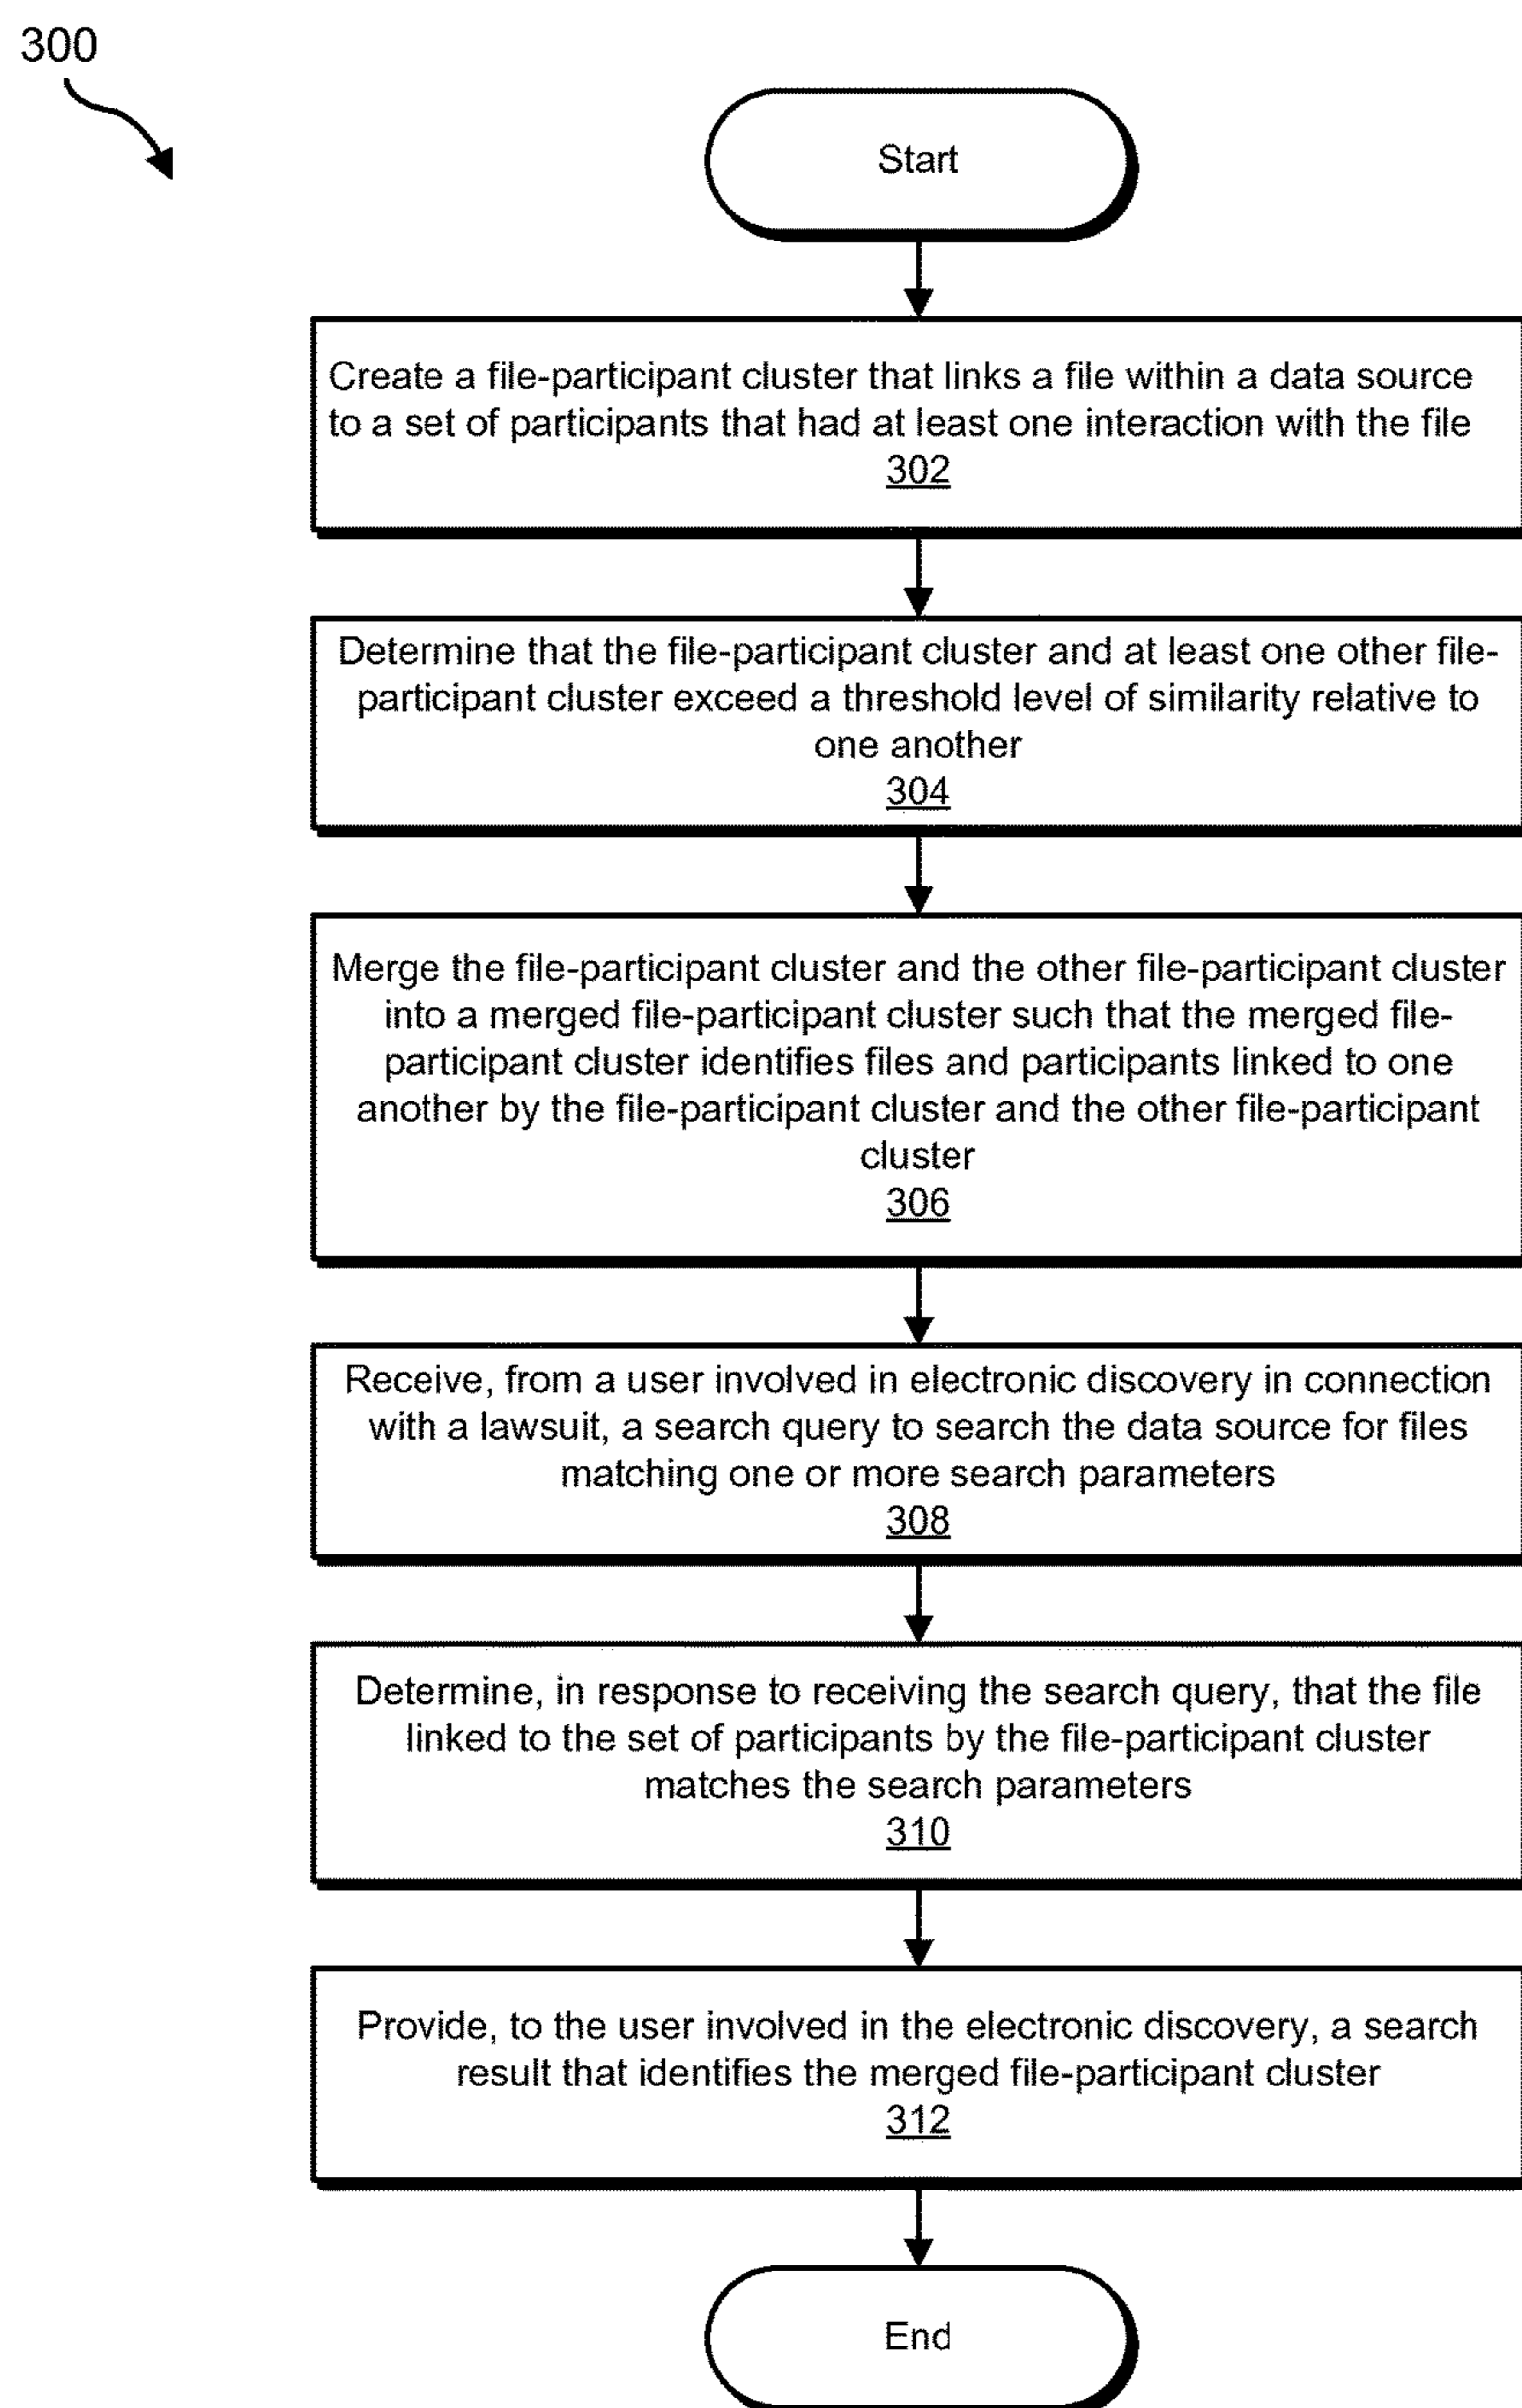 300
Start
Create a file-participant cluster that links a file within a data source
to a set of participants that had at least one interaction with the file
302
Determine that the file-participant cluster and at least one other file-
participant cluster exceed a threshold level of similarity relative to
one another
304
Merge the file-participant cluster and the other file-participant cluster
into a merged file-participant cluster such that the merged file-
participant cluster identifies files and participants linked to one
another by the file-participant cluster and the other file-participant
cluster
306
Receive, from a user involved in electronic discovery in connection
with a lawsuit, a search query to search the data source for files
matching one or more search parameters
308
Determine, in response to receiving the search query, that the file
linked to the set of participants by the file-participant cluster
matches the search parameters
310
Provide, to the user involved in the electronic discovery, a search
result that identifies the merged file-participant cluster
312
End